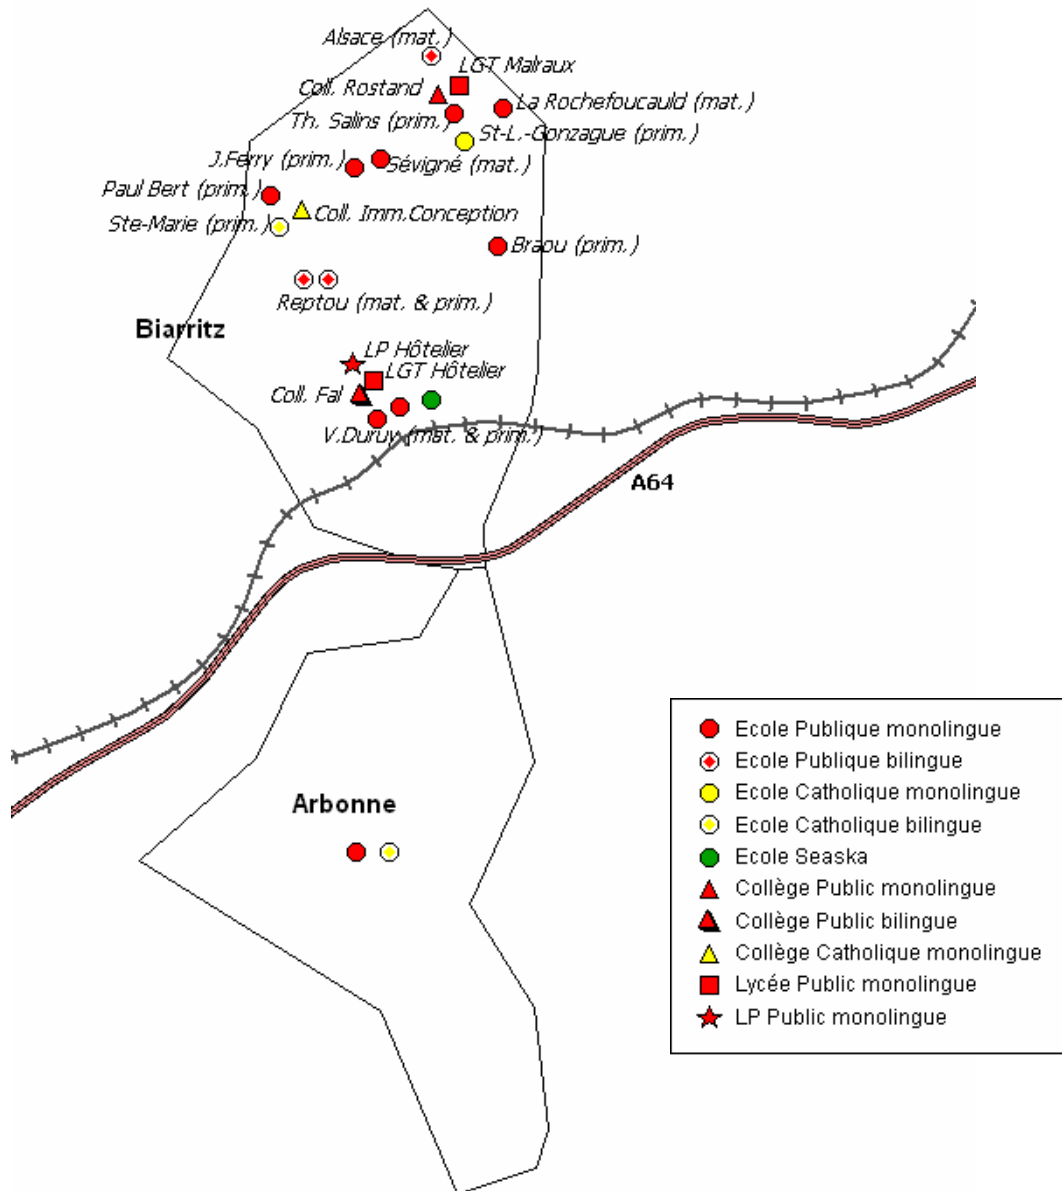 Alsace (mat.)
LGT Malraux
Coll. Rostand
La Rochefoucauld (mat.)
Th. Salins (prim.)
St-L.-Gonzague (prim.)
J.Ferry (prim.)
Sévigné (mat.)
Paul Bert (prim.)
Coll. Imm.Conception
Ste-Marie (prim.)
Braou (prim.)
Reptou (mat. & prim.)
Biarritz
LP Hôtelier
LGT Hôtelier
Coll. Fal
V.Duruy (mat. & prim.)
A64
Arbonne
Ecole Publique monolingue
Ecole Publique bilingue
Ecole Catholique monolingue
Ecole Catholique bilingue
Ecole Seaska
Collège Public monolingue
Collège Public bilingue
Collège Catholique monolingue
Lycée Public monolingue
LP Public monolingue